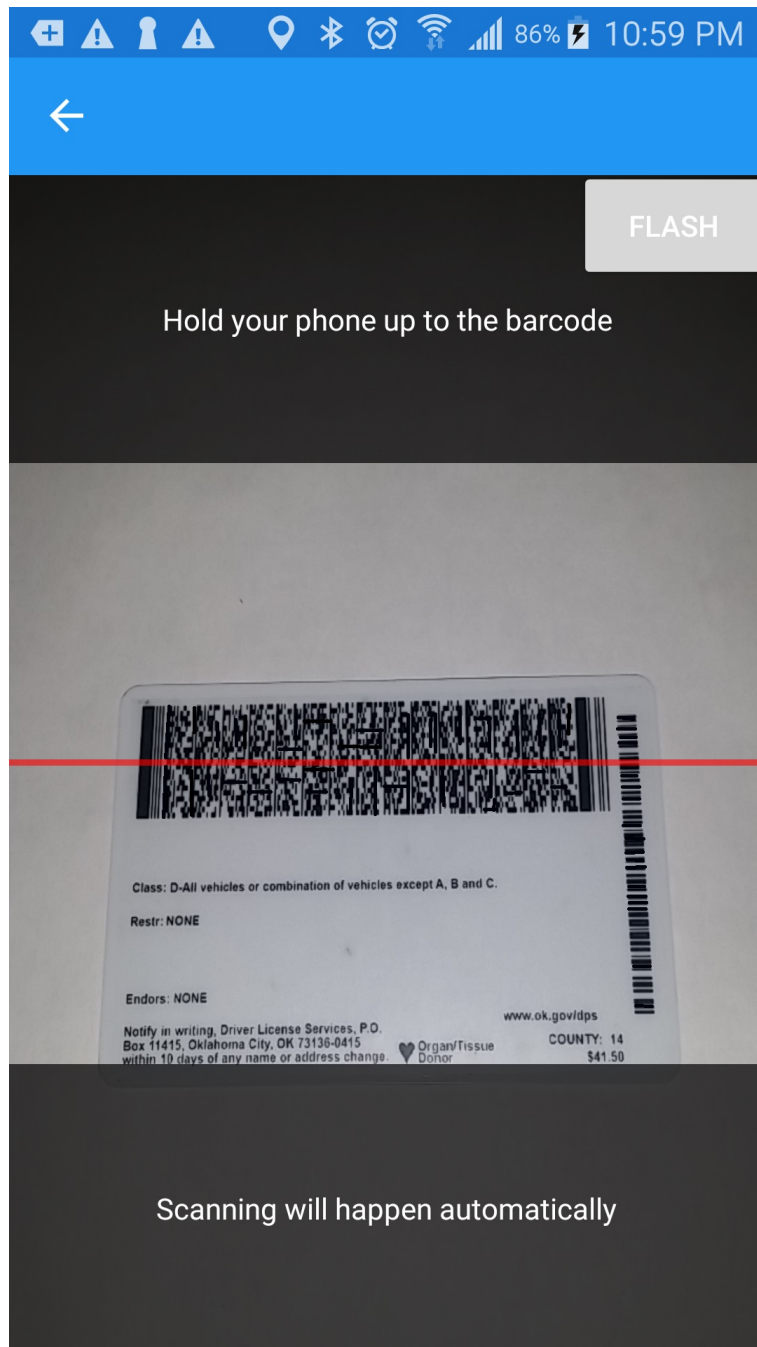 86% 10:59 PM
FLASH
Hold your phone up to the barcode
Class: D-All vehicles or combination of vehicles except A, B and C.
Restr: NONE
Endors: NONE
www.ok.gov/dps
Notify in writing, Driver License Services, P.O.
Box 11415, Oklahoma City, OK 73136-0415
within 10 days of any name or address change.
Organ/Tissue
Donor
COUNTY: 14
$41.50
Scanning will happen automatically